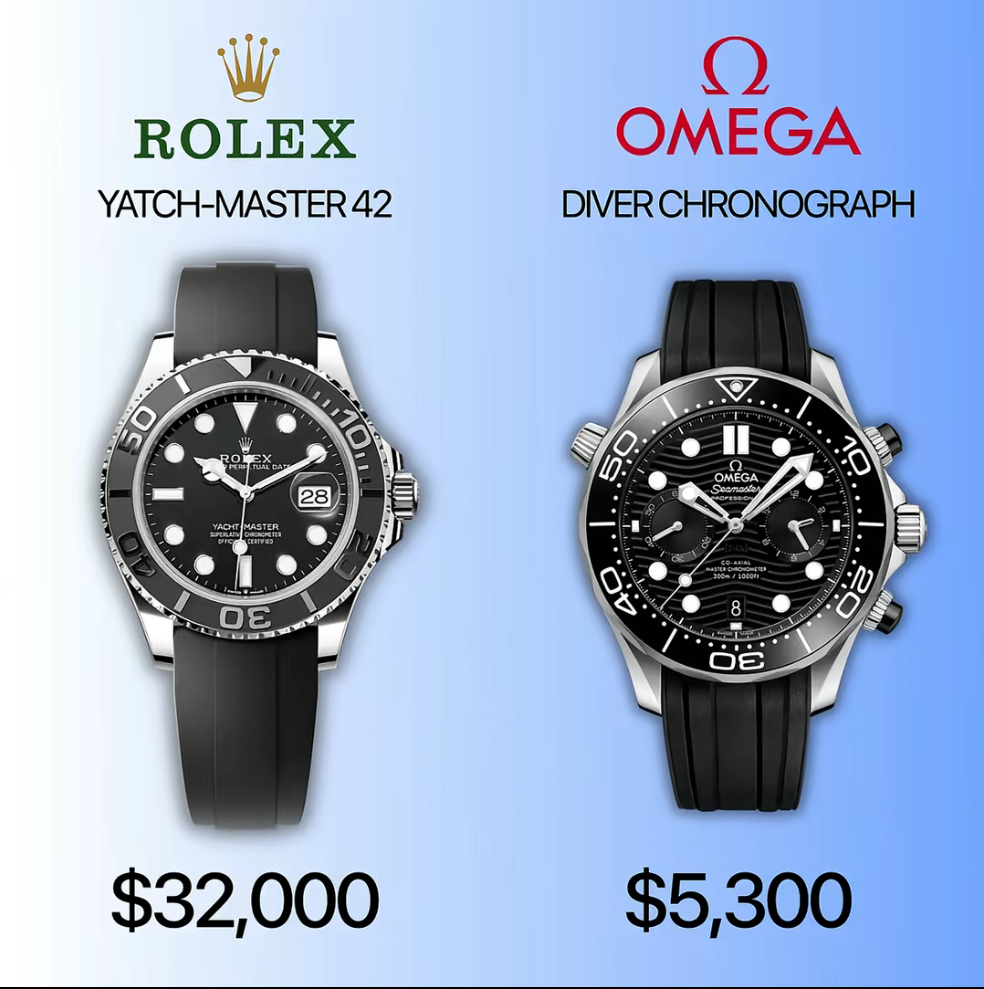 ROLEX
YATCH-MASTER 42
$32,000
50
10
20
30
40
ROLEX
28
YACHT-MASTER
SUPERLATIVE CHRONOMETER
OFFICIALLY CERTIFIED
OMEGA
DIVER CHRONOGRAPH
$5,300
50
10
20
30
40
Ω
OMEGA
Seamaster
PROFESSIONAL
CO-AXIAL
MASTER CHRONOMETER
300m / 1000ft
8